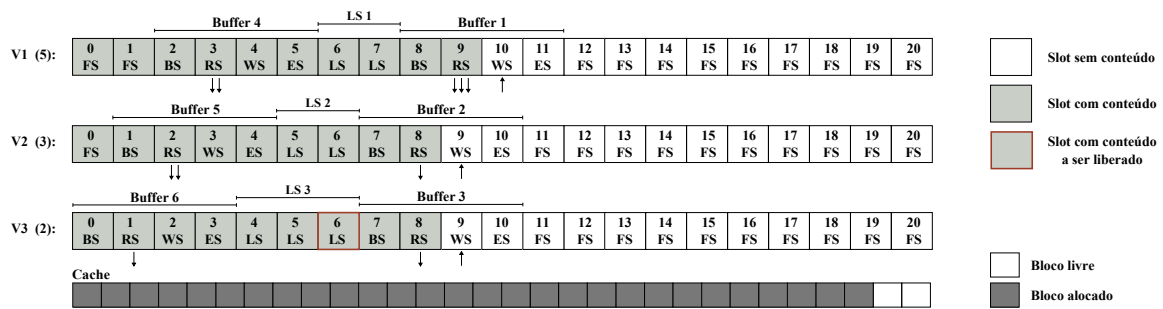 Buffer 4 LS 1 Buffer 1
V1 (5): 0 1 2 3 4 5 6 7 8 9 10 11 12 13 14 15 16 17 18 19 20
FS FS BS RS WS ES LS LS BS RS WS ES FS FS FS FS FS FS FS FS FS
Buffer 5 LS 2 Buffer 2
V2 (3): 0 1 2 3 4 5 6 7 8 9 10 11 12 13 14 15 16 17 18 19 20
FS BS RS WS ES LS LS BS RS WS ES FS FS FS FS FS FS FS FS FS FS
Buffer 6 LS 3 Buffer 3
V3 (2): 0 1 2 3 4 5 6 7 8 9 10 11 12 13 14 15 16 17 18 19 20
BS RS WS ES LS LS LS BS RS WS ES FS FS FS FS FS FS FS FS FS FS
Cache
Slot sem conteúdo
Slot com conteúdo
Slot com conteúdo
a ser liberado
Bloco livre
Bloco alocado